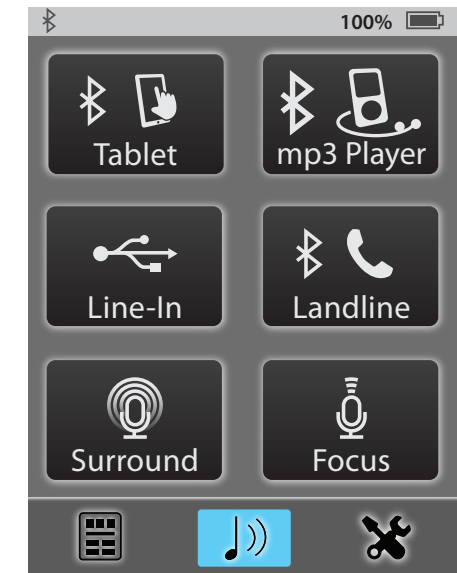 100%
Tablet
mp3 Player
Line-In
Landline
Surround
Focus